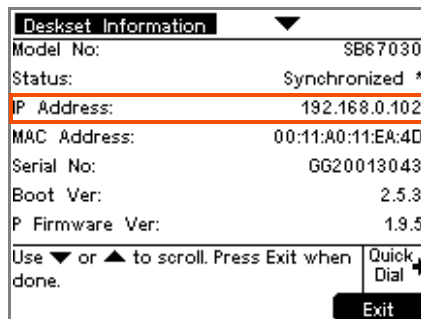 Deskset Information
Model No: SB67030
Status: Synchronized *
IP Address: 192.168.0.102
MAC Address: 00:11:A0:11:EA:4D
Serial No: GG20013043
Boot Ver: 2.5.3
P Firmware Ver: 1.9.5
Use ▼ or ▲ to scroll. Press Exit when
done.
Quick
Dial
Exit